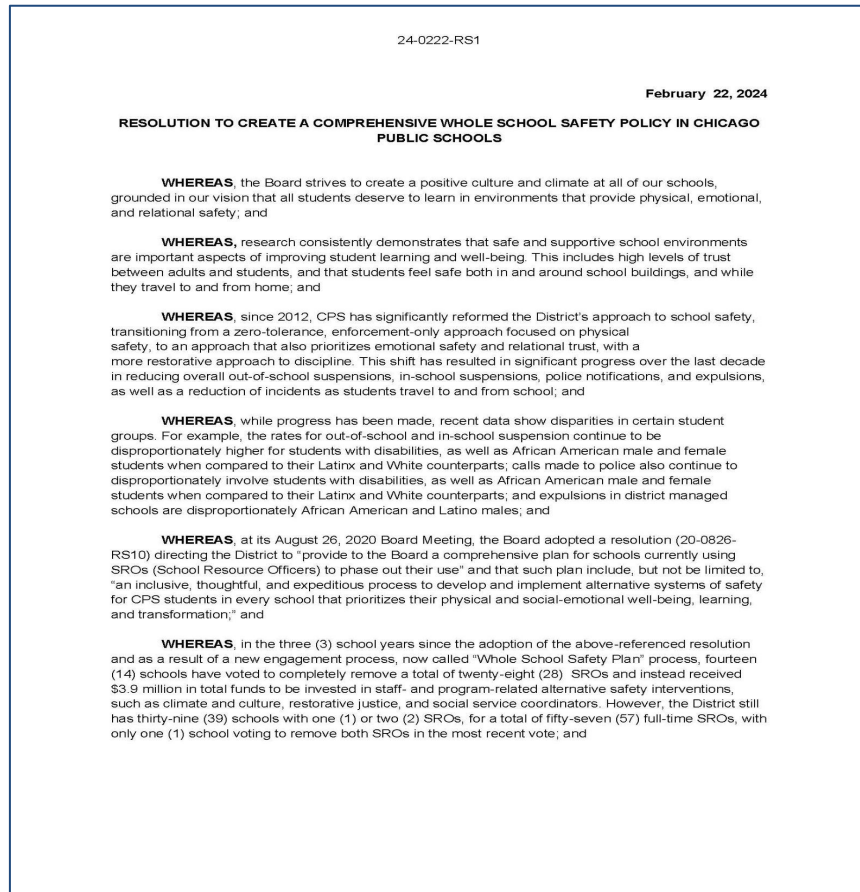 24-0222-RS1
February 22, 2024
RESOLUTION TO CREATE A COMPREHENSIVE WHOLE SCHOOL SAFETY POLICY IN CHICAGO
PUBLIC SCHOOLS
WHEREAS, the Board strives to create a positive culture and climate at all of our schools,
grounded in our vision that all students deserve to learn in environments that provide physical, emotional,
and relational safety; and
WHEREAS, research consistently demonstrates that safe and supportive school environments
are important aspects of improving student learning and well-being. This includes high levels of trust
between adults and students, and that students feel safe both in and around school buildings, and while
they travel to and from home; and
WHEREAS, since 2012, CPS has significantly reformed the District's approach to school safety,
transitioning from a zero-tolerance, enforcement-only approach focused on physical
safety, to an approach that also prioritizes emotional safety and relational trust, with a
more restorative approach to discipline. This shift has resulted in significant progress over the last decade
in reducing overall out-of-school suspensions, in-school suspensions, police notifications, and expulsions,
as well as a reduction of incidents as students travel to and from school; and
WHEREAS, while progress has been made, recent data show disparities in certain student
groups. For example, the rates for out-of-school and in-school suspension continue to be
disproportionately higher for students with disabilities, as well as African American male and female
students when compared to their Latinx and White counterparts; calls made to police also continue to
disproportionately involve students with disabilities, as well as African American male and female
students when compared to their Latinx and White counterparts; and expulsions in district managed
schools are disproportionately African American and Latino males; and
WHEREAS, at its August 26, 2020 Board Meeting, the Board adopted a resolution (20-0826-
RS10) directing the District to “provide to the Board a comprehensive plan for schools currently using
SROs (School Resource Officers) to phase out their use” and that such plan include, but not be limited to,
“an inclusive, thoughtful, and expeditious process to develop and implement alternative systems of safety
for CPS students in every school that prioritizes their physical and social-emotional well-being, learning,
and transformation;” and
WHEREAS, in the three (3) school years since the adoption of the above-referenced resolution
and as a result of a new engagement process, now called “Whole School Safety Plan” process, fourteen
(14) schools have voted to completely remove a total of twenty-eight (28) SROs and instead received
$3.9 million in total funds to be invested in staff- and program-related alternative safety interventions,
such as climate and culture, restorative justice, and social service coordinators. However, the District still
has thirty-nine (39) schools with one (1) or two (2) SROs, for a total of fifty-seven (57) full-time SROs, with
only one (1) school voting to remove both SROs in the most recent vote; and